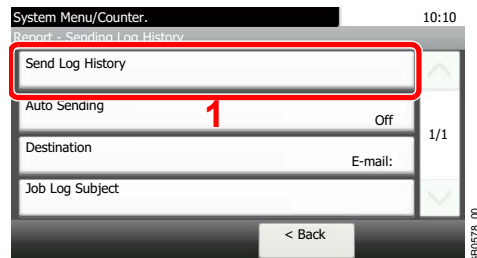 System Menu/Counter.
10:10
Report - Sending Log History
Send Log History
1
Auto Sending
Off
1/1
Destination
E-mail:
Job Log Subject
< Back